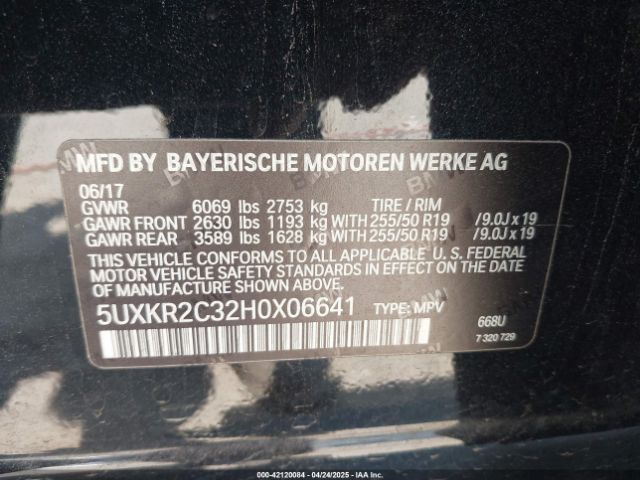 MFD BY BAYERISCHE MOTOREN WERKE AG
06/17
GVWR 6069 lbs 2753 kg TIRE / RIM
GAWR FRONT 2630 lbs 1193 kg WITH 255/50 R19 /9.0J x 19
GAWR REAR 3589 lbs 1628 kg WITH 255/50 R19 /9.0J x 19
THIS VEHICLE CONFORMS TO ALL APPLICABLE U. S. FEDERAL
MOTOR VEHICLE SAFETY STANDARDS IN EFFECT ON THE DATE
OF MANUFACTURE SHOWN ABOVE.
5UXKR2C32H0X06641 TYPE: MPV
668U
7 320 729
000-42120084 - 04/24/2025 - IAA Inc.